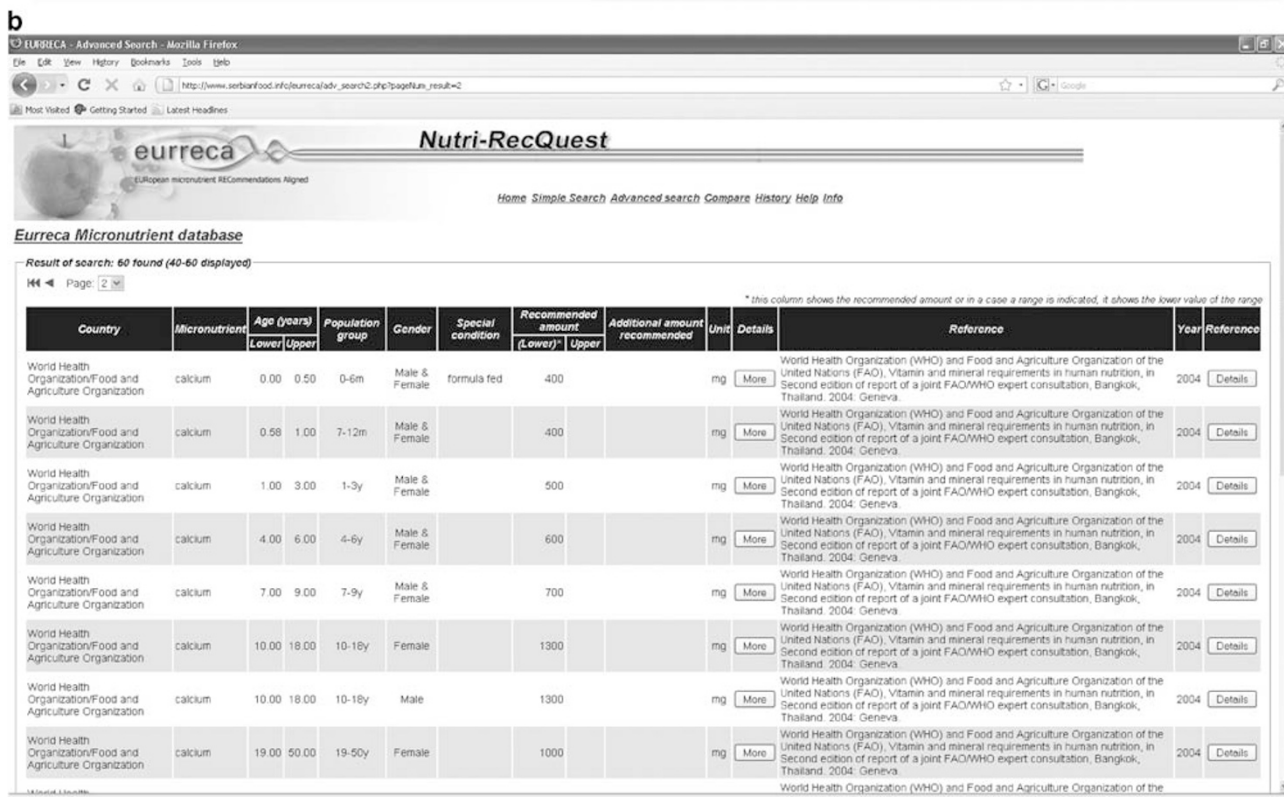 b
EURRECA - Advanced Search - Mozilla Firefox
File Edit View History Bookmarks Tools Help
http://www.serbianfood.info/eurreca/adv_search2.php?pageNum_result=2
Google
Most Visited Getting Started Latest Headlines
eurreca
EURopean micronutrient RECommendations Aligned
Nutri-RecQuest
Home Simple Search Advanced search Compare History Help Info
Eurreca Micronutrient database
Result of search: 60 found (40-60 displayed)
Page: 2
* this column shows the recommended amount or in a case a range is indicated, it shows the lower value of the range
Country Micronutrient Age (years) Population group Gender Special condition Recommended amount Additional amount recommended Unit Details Reference Year Reference
Lower Upper (Lower)* Upper
World Health Organization/Food and Agriculture Organization calcium 0.00 0.50 0-6m Male & Female formula fed 400 mg More World Health Organization (WHO) and Food and Agriculture Organization of the United Nations (FAO), Vitamin and mineral requirements in human nutrition, in Second edition of report of a joint FAO/WHO expert consultation, Bangkok, Thailand. 2004: Geneva. 2004 Details
World Health Organization/Food and Agriculture Organization calcium 0.58 1.00 7-12m Male & Female 400 mg More World Health Organization (WHO) and Food and Agriculture Organization of the United Nations (FAO), Vitamin and mineral requirements in human nutrition, in Second edition of report of a joint FAO/WHO expert consultation, Bangkok, Thailand. 2004: Geneva. 2004 Details
World Health Organization/Food and Agriculture Organization calcium 1.00 3.00 1-3y Male & Female 500 mg More World Health Organization (WHO) and Food and Agriculture Organization of the United Nations (FAO), Vitamin and mineral requirements in human nutrition, in Second edition of report of a joint FAO/WHO expert consultation, Bangkok, Thailand. 2004: Geneva. 2004 Details
World Health Organization/Food and Agriculture Organization calcium 4.00 6.00 4-6y Male & Female 600 mg More World Health Organization (WHO) and Food and Agriculture Organization of the United Nations (FAO), Vitamin and mineral requirements in human nutrition, in Second edition of report of a joint FAO/WHO expert consultation, Bangkok, Thailand. 2004: Geneva. 2004 Details
World Health Organization/Food and Agriculture Organization calcium 7.00 9.00 7-9y Male & Female 700 mg More World Health Organization (WHO) and Food and Agriculture Organization of the United Nations (FAO), Vitamin and mineral requirements in human nutrition, in Second edition of report of a joint FAO/WHO expert consultation, Bangkok, Thailand. 2004: Geneva. 2004 Details
World Health Organization/Food and Agriculture Organization calcium 10.00 18.00 10-18y Female 1300 mg More World Health Organization (WHO) and Food and Agriculture Organization of the United Nations (FAO), Vitamin and mineral requirements in human nutrition, in Second edition of report of a joint FAO/WHO expert consultation, Bangkok, Thailand. 2004: Geneva. 2004 Details
World Health Organization/Food and Agriculture Organization calcium 10.00 18.00 10-18y Male 1300 mg More World Health Organization (WHO) and Food and Agriculture Organization of the United Nations (FAO), Vitamin and mineral requirements in human nutrition, in Second edition of report of a joint FAO/WHO expert consultation, Bangkok, Thailand. 2004: Geneva. 2004 Details
World Health Organization/Food and Agriculture Organization calcium 19.00 50.00 19-50y Female 1000 mg More World Health Organization (WHO) and Food and Agriculture Organization of the United Nations (FAO), Vitamin and mineral requirements in human nutrition, in Second edition of report of a joint FAO/WHO expert consultation, Bangkok, Thailand. 2004: Geneva. 2004 Details
World Health Organization (WHO) and Food and Agriculture Organization of the